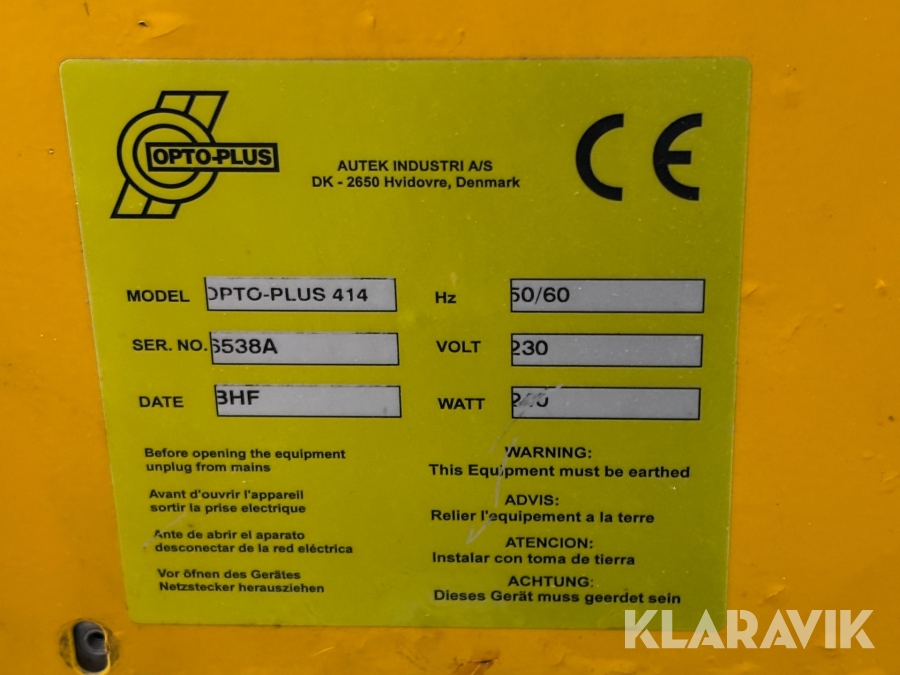 OPTO-PLUS
AUTEK INDUSTRI A/S
DK - 2650 Hvidovre, Denmark
CE
MODEL OPTO-PLUS 414
Hz 50/60
SER. NO. 6538A
VOLT 230
DATE BHF
WATT
Before opening the equipment
unplug from mains
Avant d'ouvrir l'appareil
sortir la prise electrique
Ante de abrir el aparato
desconectar de la red eléctrica
Vor öfnen des Gerätes
Netzstecker herausziehen
WARNING:
This Equipment must be earthed
ADVIS:
Relier l'equipement a la terre
ATENCION:
Instalar con toma de tierra
ACHTUNG:
Dieses Gerät muss geerdet sein
KLARAVIK